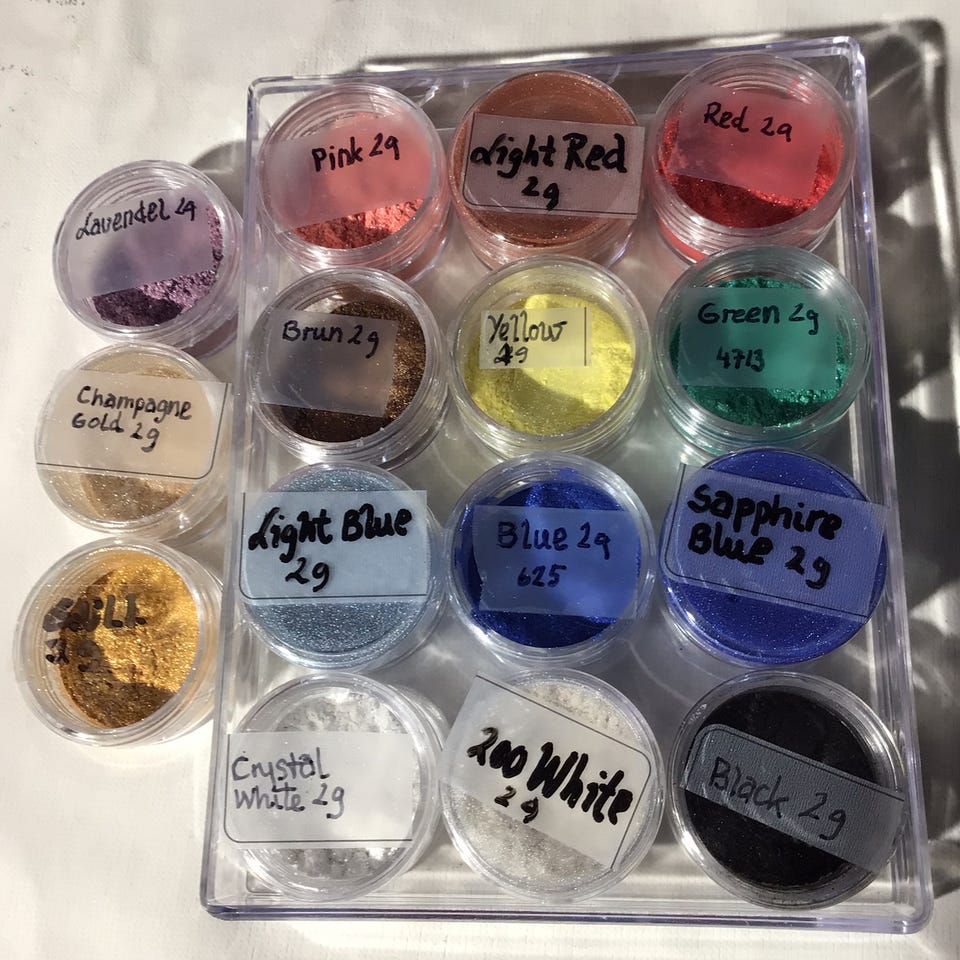 Pink 2g
Light Red
2g
Red 2g
Lavendel 2g
Brun 2g
Yellow
2g
Green 2g
4713
Champagne
Gold 2g
Light Blue
2g
Blue 2g
625
Sapphire
Blue 2g
2g
Crystal
White 2g
200 White
2g
Black 2g